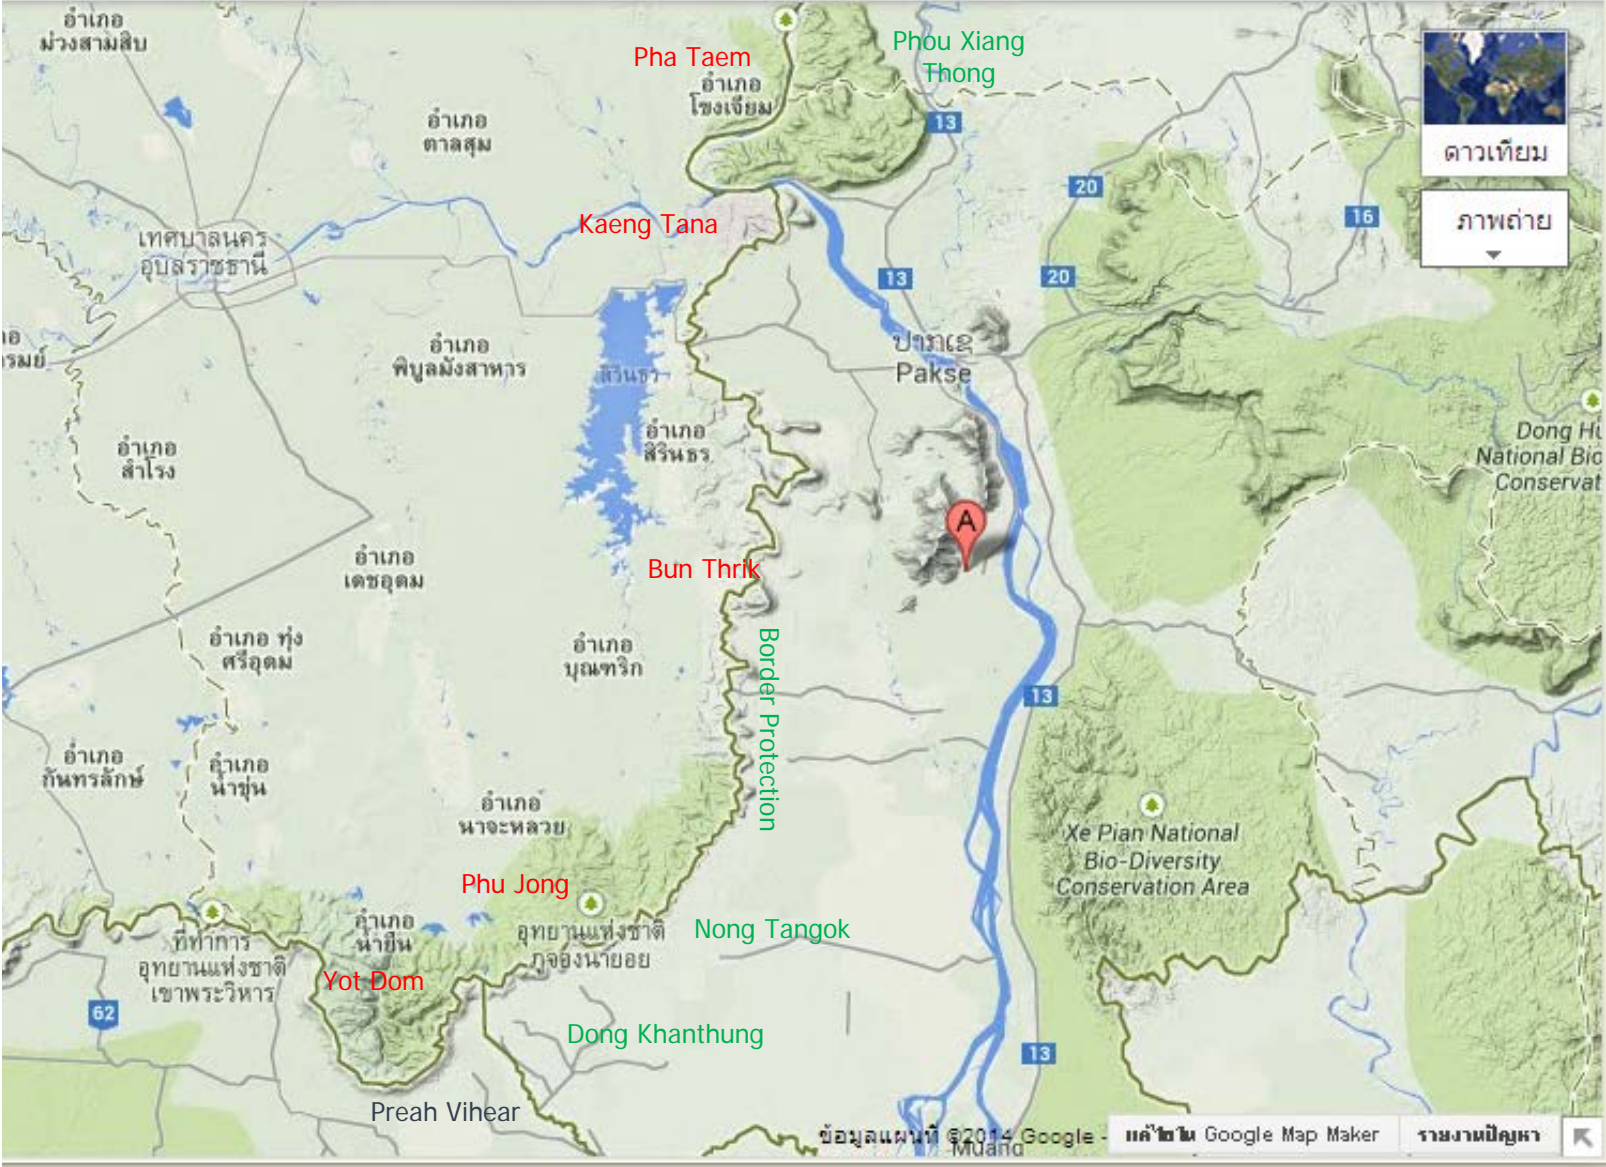 อำเภอ
ม่วงสามสิบ
Pha Taem
Phou Xiang
Thong
อำเภอ
โขงเจียม
13
อำเภอ
ตาลสุม
ดาวเทียม
20
16
ภาพถ่าย
Kaeng Tana
เทศบาลนคร
อุบลราชธานี
13
20
อำเภอ
พิบูลมังสาหาร
สิรินธร
ປາກເຊ
Pakse
รมย์
อำเภอ
สำโรง
อำเภอ
สิรินธร
Dong Hu
National Bio
Conservat
A
อำเภอ
เดชอุดม
Bun Thrik
อำเภอ ทุ่ง
ศรีอุดม
อำเภอ
บุณฑริก
Border Protection
13
อำเภอ
กันทรลักษ์
อำเภอ
น้ำขุ่น
อำเภอ
นาจะหลวย
Xe Pian National
Bio-Diversity
Conservation Area
Phu Jong
อำเภอ
น้ำยืน
อุทยานแห่งชาติ
ภูจองนายอย
Nong Tangok
ที่ทำการ
อุทยานแห่งชาติ
เขาพระวิหาร
Yot Dom
62
Dong Khanthung
13
Preah Vihear
ข้อมูลแผนที่ ©2014 Google -
แก้ไขใน Google Map Maker
รายงานปัญหา
Muang